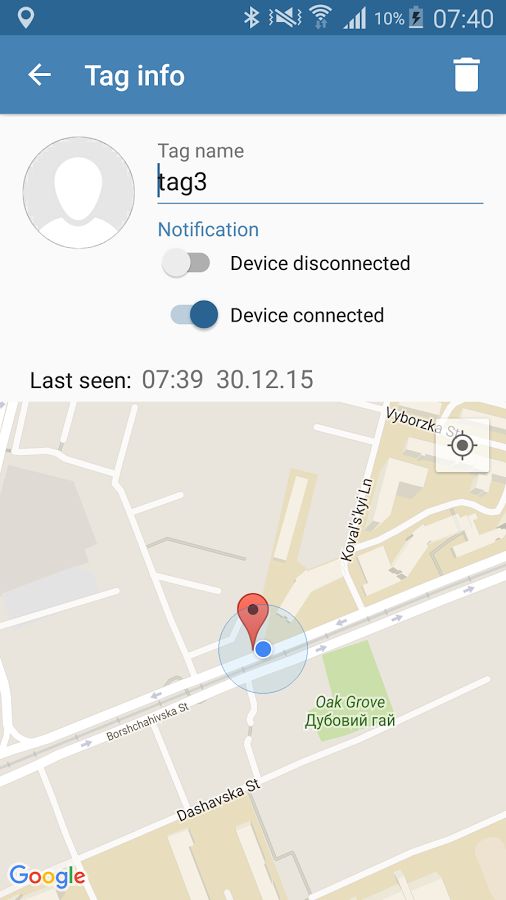 10% 07:40
Tag info
Tag name
tag3
Notification
Device disconnected
Device connected
Last seen: 07:39 30.12.15
Vyborzka St
Koval's'kyi Ln
Oak Grove
Дубовий гай
Borshchahivska St
Dashavska St
Google